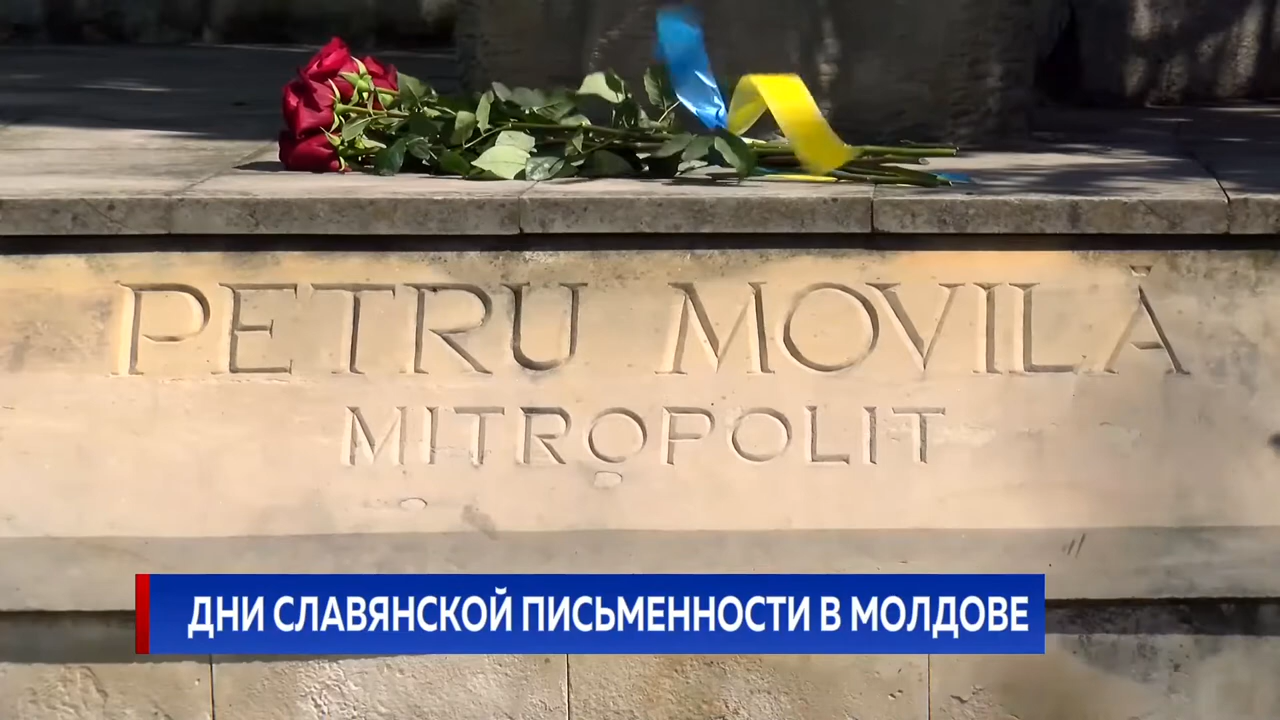 PETRU MOVILĂ
MITROPOLIT
ДНИ СЛАВЯНСКОЙ ПИСЬМЕННОСТИ В МОЛДОВЕ